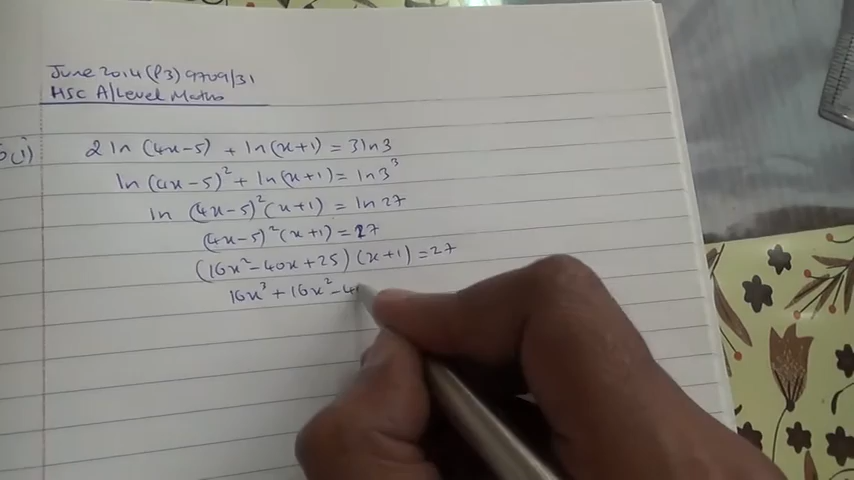 June 2014 (P3) 9709/31
HSC A/Level Maths
(i) 2 ln (4x-5) + ln (x+1) = 3 ln 3
ln (4x-5)² + ln (x+1) = ln 3³
ln (4x-5)² (x+1) = ln 27
(4x-5)² (x+1) = 27
(16x² - 40x + 25) (x+1) = 27
16x³ + 16x² - 4